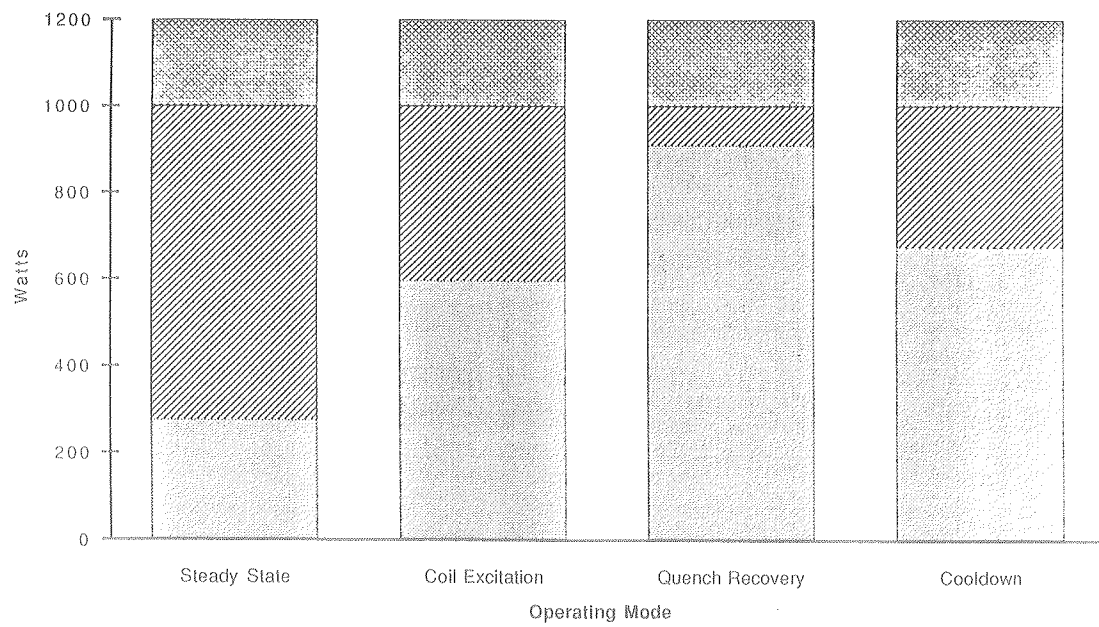 1200
1000
800
600
400
200
0
Watts
Steady State
Coil Excitation
Quench Recovery
Cooldown
Operating Mode